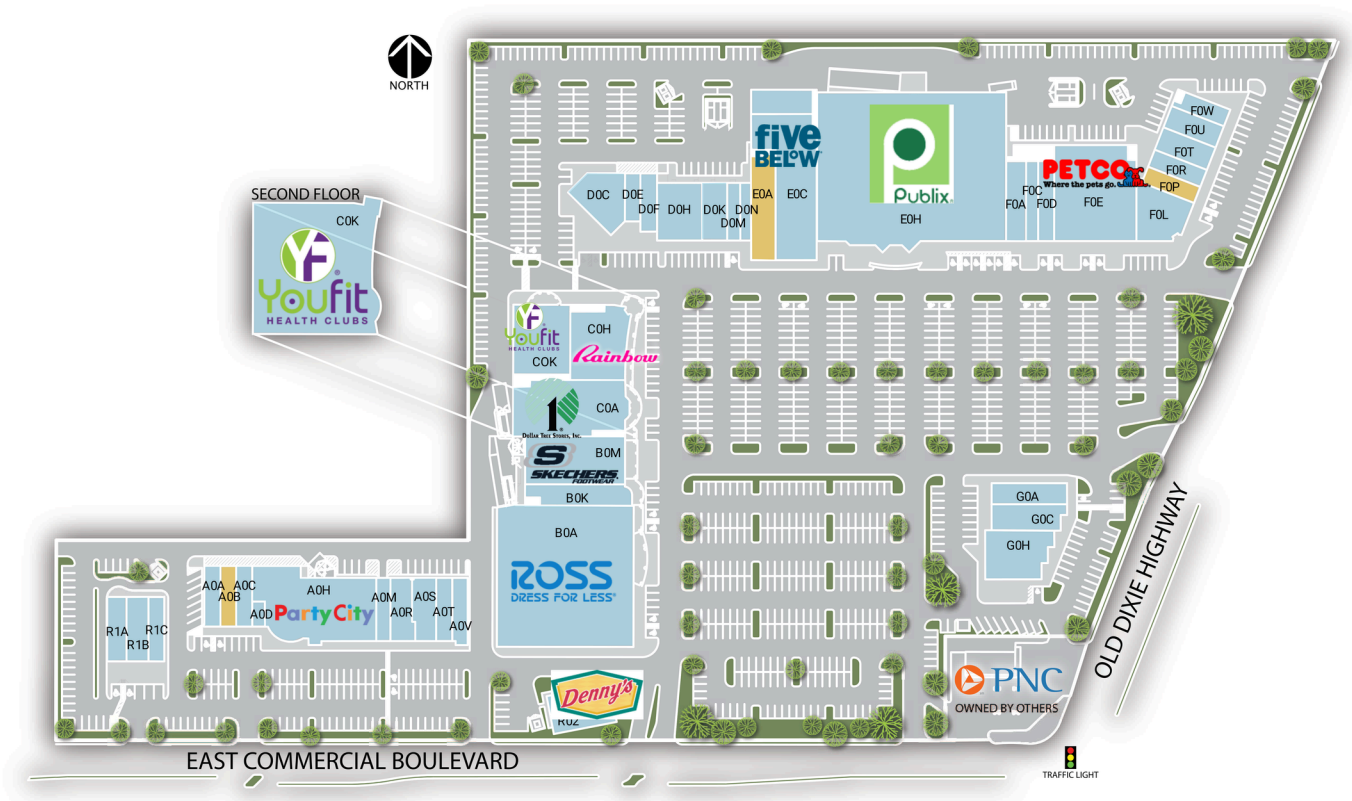 NORTH
SECOND FLOOR
C0K
YF
Youfit
HEALTH CLUBS
five
BELOW
P
Publix
E0H
E0A
E0C
D0C
D0E
D0F
D0H
D0K
D0N
D0M
F0A
F0C
F0D
PETCO
Where the pets go.
F0E
F0L
F0P
F0R
F0T
F0U
F0W
YF
Youfit
HEALTH CLUBS
C0K
C0H
Rainbow
1
Dollar Tree Stores, Inc.
C0A
S
SKECHERS
FOOTWEAR
B0M
B0K
B0A
ROSS
DRESS FOR LESS
G0A
G0C
G0H
A0A
A0B
A0C
A0D
A0H
Party City
A0M
A0R
A0S
A0T
A0V
R1A
R1B
R1C
Denny's
R02
PNC
OWNED BY OTHERS
OLD DIXIE HIGHWAY
EAST COMMERCIAL BOULEVARD
TRAFFIC LIGHT